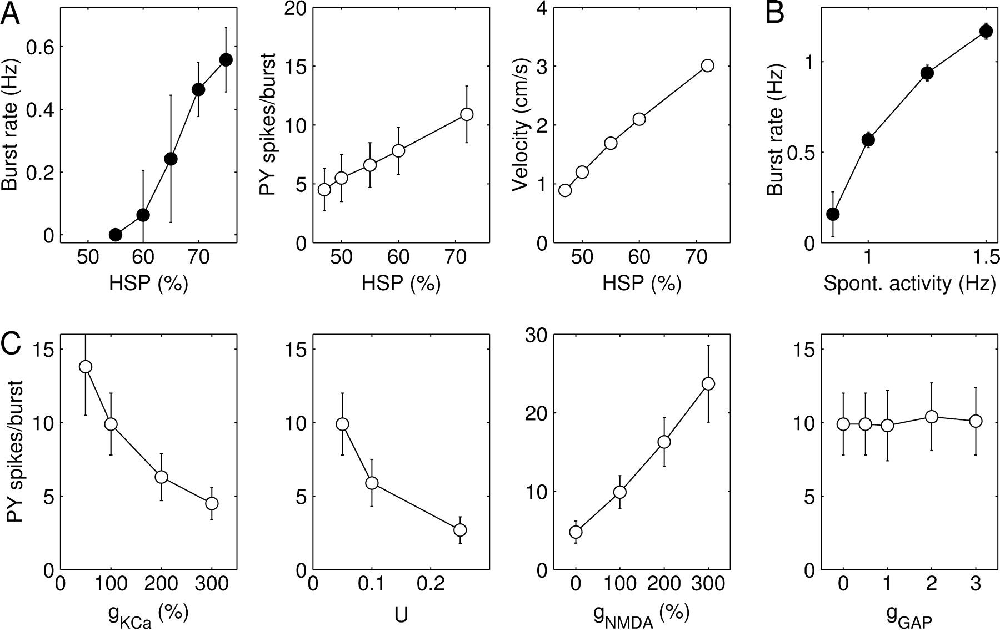 A
Burst rate (Hz)
0.6
0.4
0.2
0
50 60 70
HSP (%)
PY spikes/burst
20
15
10
5
0
50 60 70
HSP (%)
Velocity (cm/s)
4
3
2
1
0
50 60 70
HSP (%)
B
Burst rate (Hz)
1
0.5
0
1 1.5
Spont. activity (Hz)
C
PY spikes/burst
15
10
5
0
0 100 200 300
gKCa (%)
15
10
5
0
0 0.1 0.2
U
30
20
10
0
0 100 200 300
gNMDA (%)
15
10
5
0
0 1 2 3
gGAP